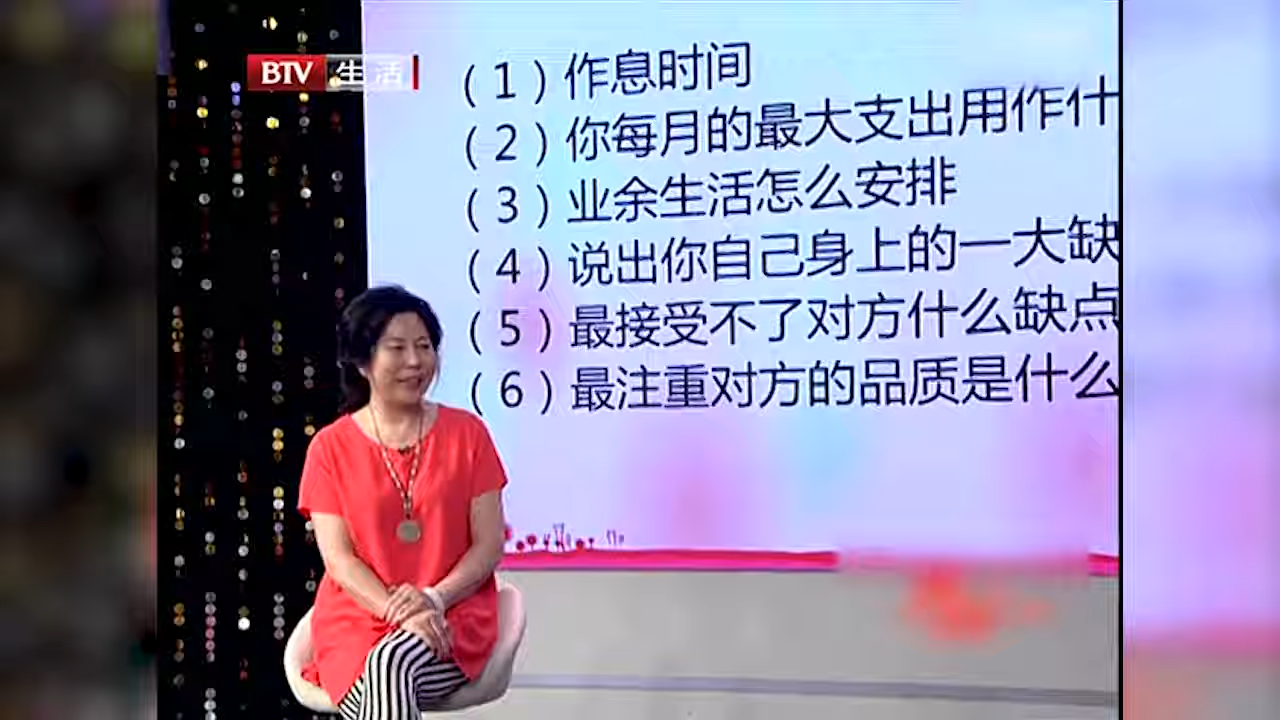 BTV 生活
（1）作息时间
（2）你每月的最大支出用作什
（3）业余生活怎么安排
（4）说出你自己身上的一大缺
（5）最接受不了对方什么缺点
（6）最注重对方的品质是什么